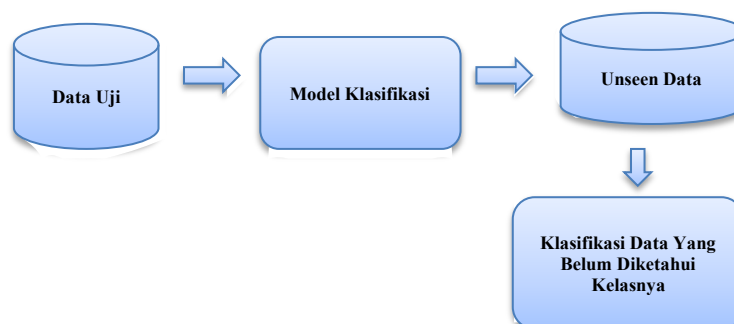 Data Uji
Model Klasifikasi
Unseen Data
Klasifikasi Data Yang
Belum Diketahui
Kelasnya